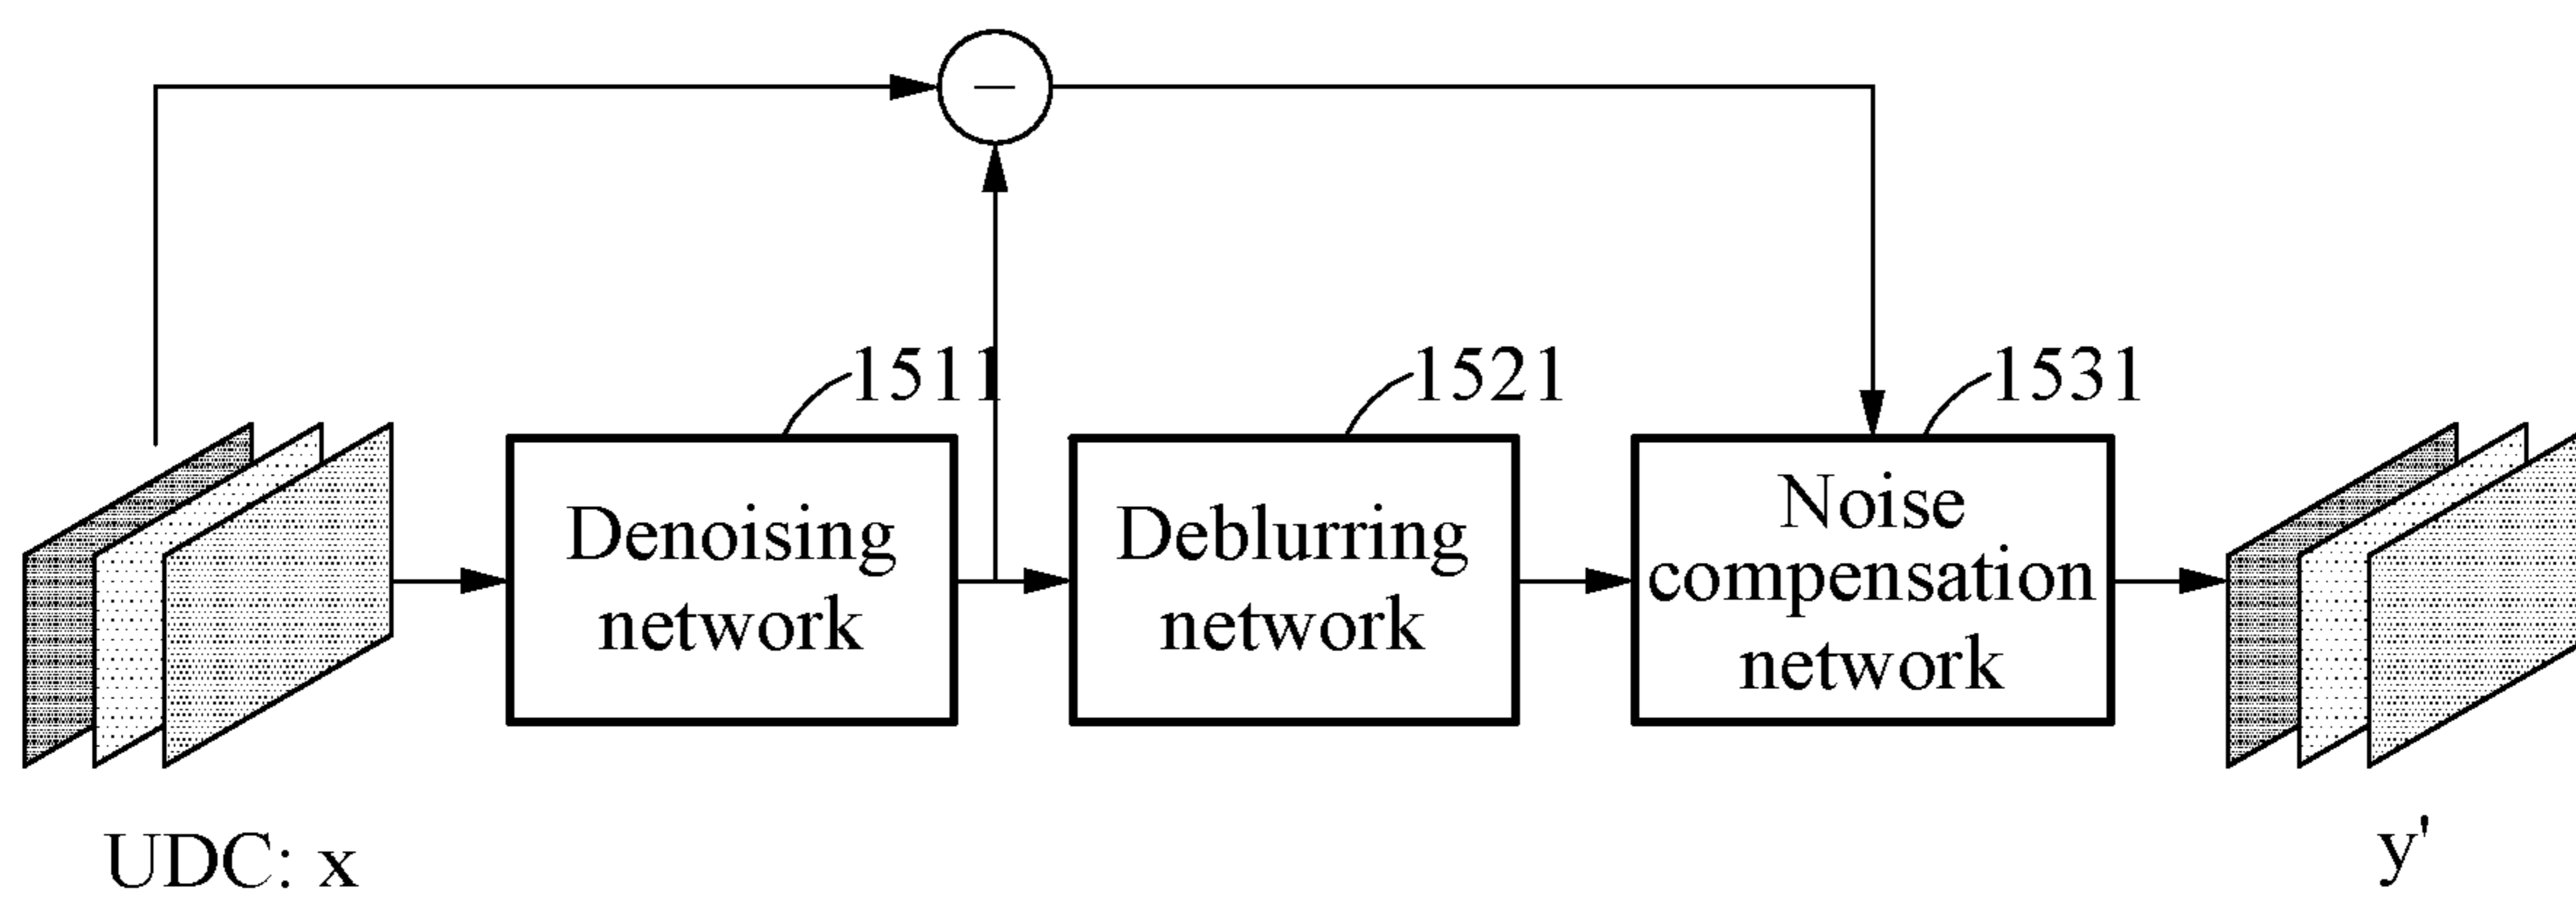 −
1511
1521
1531
Denoising
network
Deblurring
network
Noise
compensation
network
UDC: x
y'